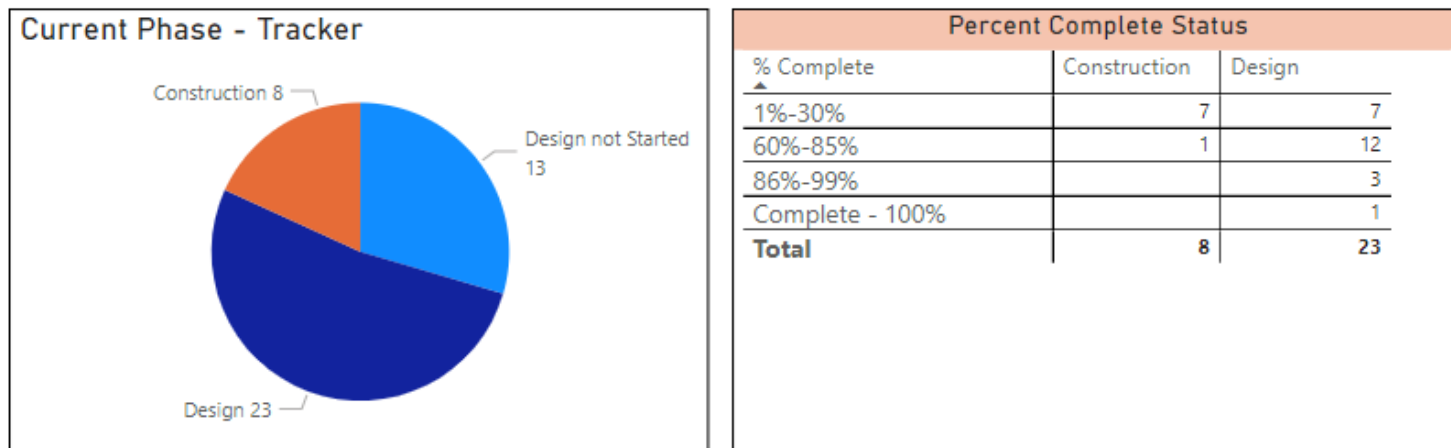 Current Phase - Tracker
Construction 8
Design not Started
13
Design 23
Percent Complete Status
% Complete Construction Design
1%-30% 7 7
60%-85% 1 12
86%-99% 3
Complete - 100% 1
Total 8 23